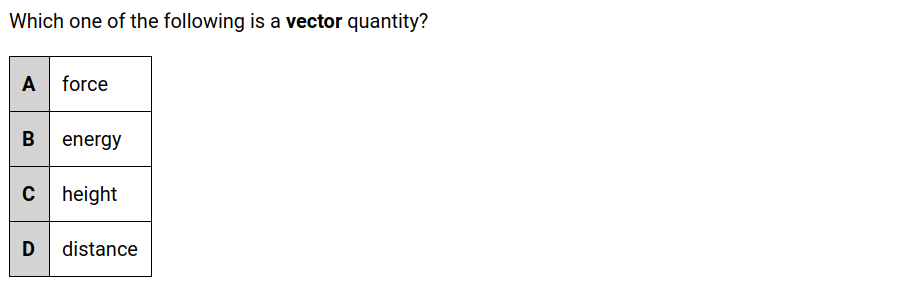 Which one of the following is a vector quantity?
A force
B energy
C height
D distance